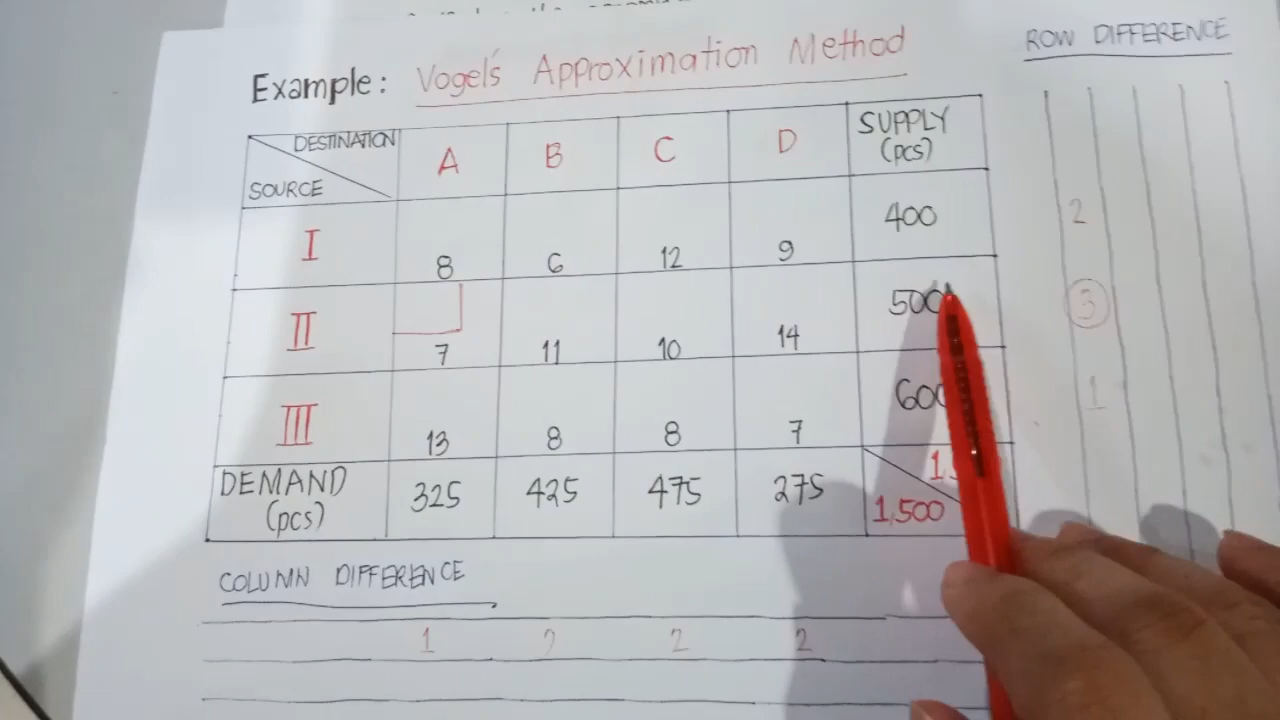 Example: Vogel's Approximation Method
ROW DIFFERENCE
DESTINATION
SOURCE
A B C D SUPPLY (pcs)
I 8 6 12 9 400 2
II 7 11 10 14 500 3
III 13 8 8 7 600 1
DEMAND (pcs) 325 425 475 275 1,500
COLUMN DIFFERENCE
1 2 2 2